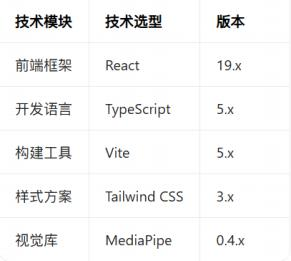 技术模块 技术选型 版本
前端框架 React 19.x
开发语言 TypeScript 5.x
构建工具 Vite 5.x
样式方案 Tailwind CSS 3.x
视觉库 MediaPipe 0.4.x